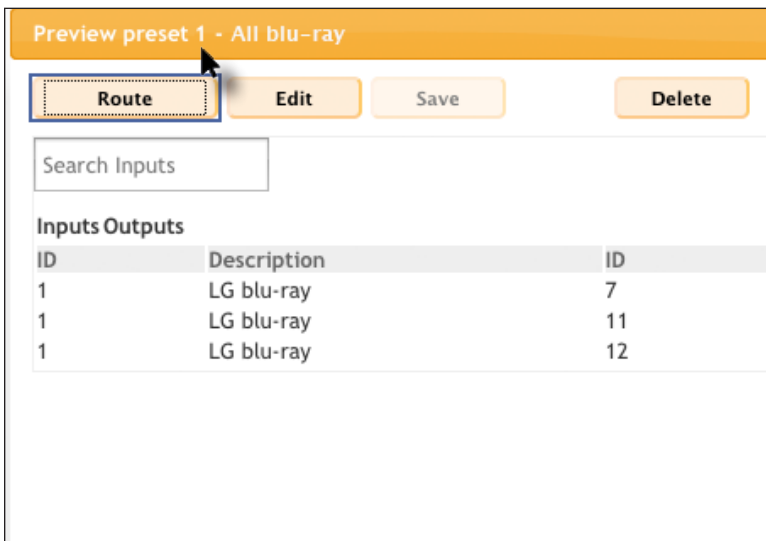 Preview preset 1 - All blu-ray
Route Edit Save Delete
Search Inputs
Inputs Outputs
ID Description ID
1 LG blu-ray 7
1 LG blu-ray 11
1 LG blu-ray 12